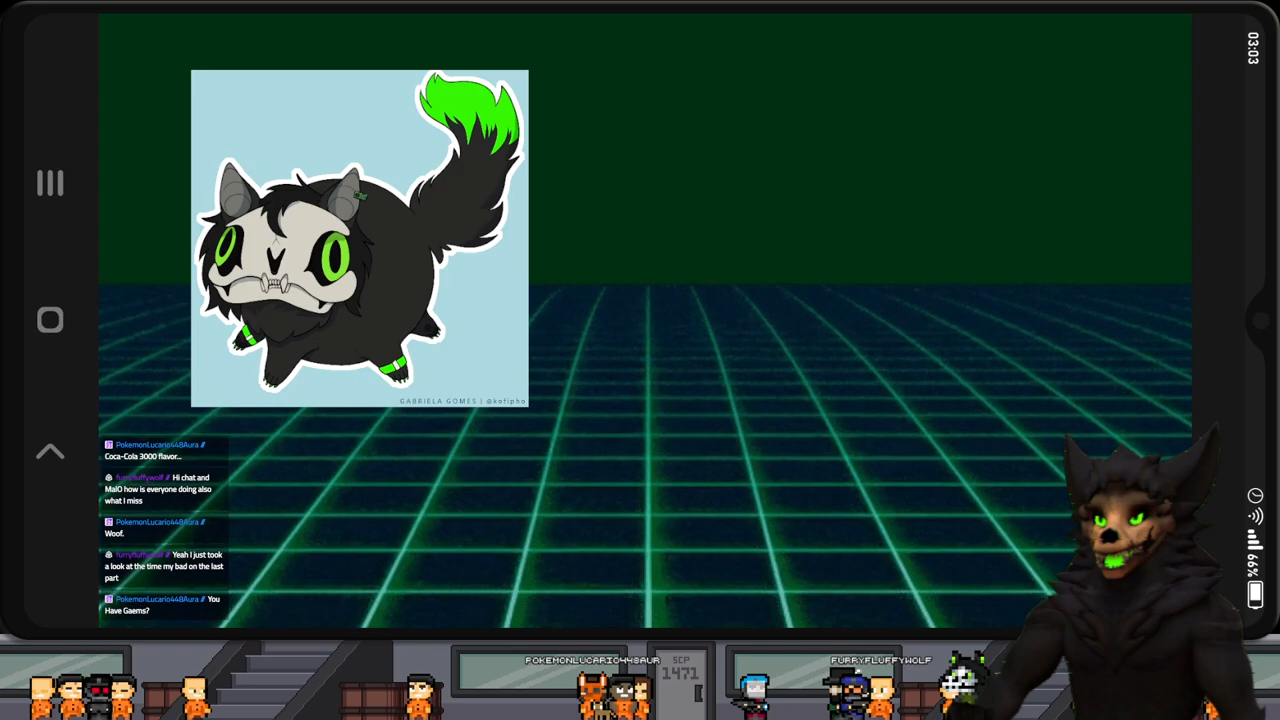 03:03
GABRIELA GOMES | @kofipho
PokemonLucario448Aura //
Coca-Cola 3000 flavor...
furryfluffywolf // Hi chat and
MalO how is everyone doing also
what I miss
PokemonLucario448Aura //
Woof.
furryfluffywolf // Yeah I just took
a look at the time my bad on the last
part
PokemonLucario448Aura // You
Have Gaems?
66%
POKEMONLUCARIO448AUR
SCP
1471
FURRYFLUFFYWOLF